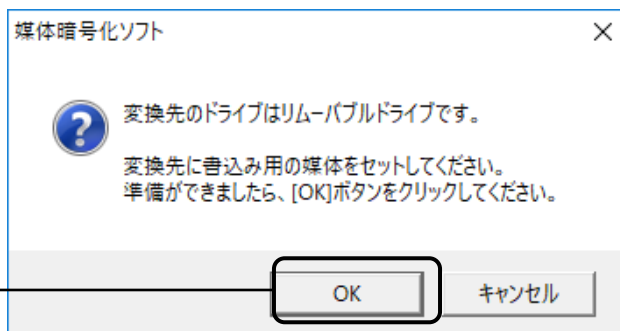 媒体暗号化ソフト
変換先のドライブはリムーバブルドライブです。
変換先に書込み用の媒体をセットしてください。
準備ができましたら、[OK]ボタンをクリックしてください。
OK
キャンセル